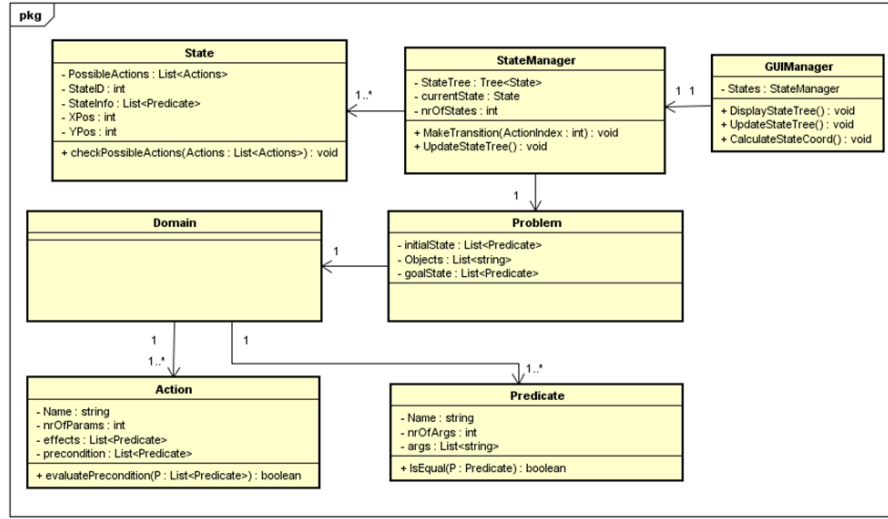 pkg
State
- PossibleActions : List<Actions>
- StateID : int
- StateInfo : List<Predicate>
- XPos : int
- YPos : int
+ checkPossibleActions(Actions : List<Actions>) : void
1..*
StateManager
- StateTree : Tree<State>
- currentState : State
- nrOfStates : int
+ MakeTransition(ActionIndex : int) : void
+ UpdateStateTree() : void
1 1
GUIManager
- States : StateManager
+ DisplayStateTree() : void
+ UpdateStateTree() : void
+ CalculateStateCoord() : void
1
Domain
1
Problem
- initialState : List<Predicate>
- Objects : List<string>
- goalState : List<Predicate>
1
1..*
1
1..*
Action
- Name : string
- nrOfParams : int
- effects : List<Predicate>
- precondition : List<Predicate>
+ evaluatePrecondition(P : List<Predicate>) : boolean
Predicate
- Name : string
- nrOfArgs : int
- args : List<string>
+ IsEqual(P : Predicate) : boolean